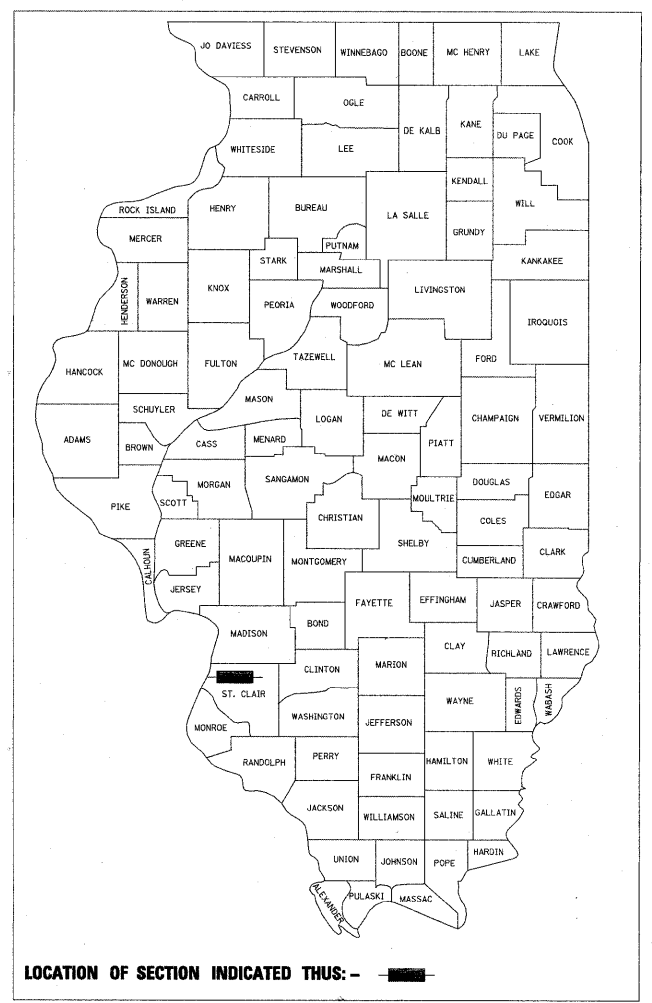 JO DAVIESS
STEVENSON
WINNEBAGO
BOONE
MC HENRY
LAKE
CARROLL
OGLE
DE KALB
KANE
DU PAGE
COOK
WHITESIDE
LEE
KENDALL
WILL
ROCK ISLAND
HENRY
BUREAU
LA SALLE
GRUNDY
MERCER
PUTNAM
STARK
MARSHALL
KANKAKEE
HENDERSON
WARREN
KNOX
PEORIA
WOODFORD
LIVINGSTON
IROQUOIS
HANCOCK
MC DONOUGH
FULTON
TAZEWELL
MC LEAN
FORD
MASON
SCHUYLER
LOGAN
DE WITT
CHAMPAIGN
VERMILION
ADAMS
BROWN
CASS
MENARD
MACON
PIATT
MORGAN
SANGAMON
DOUGLAS
EDGAR
PIKE
SCOTT
CHRISTIAN
MOULTRIE
COLES
GREENE
MACOUPIN
MONTGOMERY
SHELBY
CUMBERLAND
CLARK
CALHOUN
JERSEY
FAYETTE
EFFINGHAM
JASPER
CRAWFORD
MADISON
BOND
CLAY
RICHLAND
LAWRENCE
CLINTON
MARION
ST. CLAIR
WAYNE
EDWARDS
WABASH
WASHINGTON
JEFFERSON
MONROE
RANDOLPH
PERRY
HAMILTON
WHITE
FRANKLIN
JACKSON
WILLIAMSON
SALINE
GALLATIN
UNION
JOHNSON
POPE
HARDIN
ALEXANDER
PULASKI
MASSAC
LOCATION OF SECTION INDICATED THUS: –